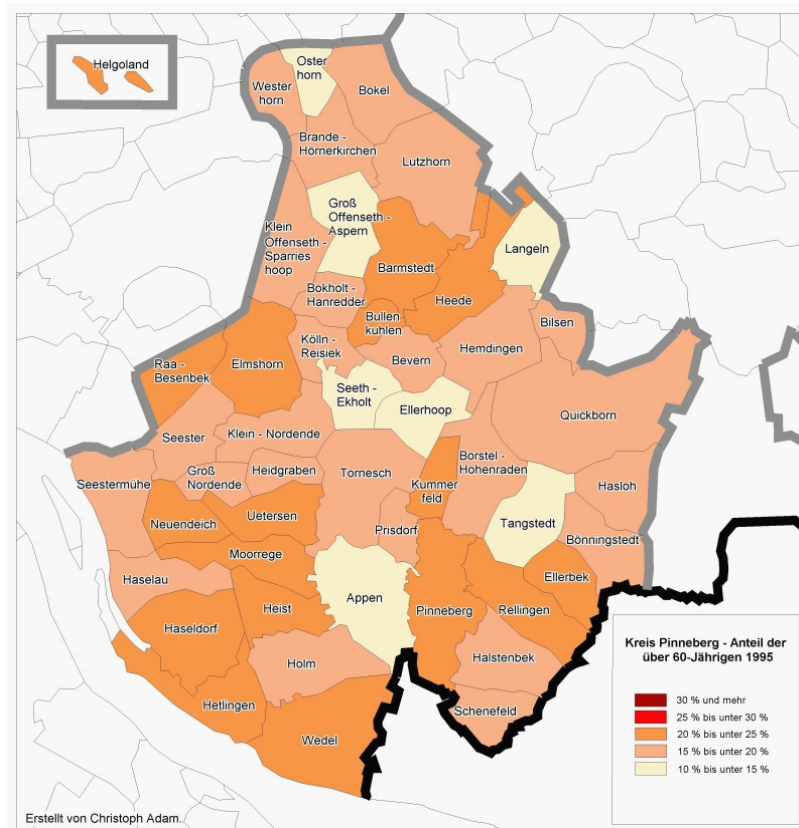 Helgoland
Oster
horn
Wester
horn
Bokel
Brande -
Hörnerkirchen
Lutzhorn
Groß
Offenseth -
Aspern
Klein
Offenseth -
Sparries
hoop
Langeln
Barmstedt
Bokholt -
Hanredder
Heede
Bullen
kuhlen
Bilsen
Kölln -
Reisiek
Hemdingen
Raa -
Besenbek
Elmshorn
Bevern
Seeth -
Ekholt
Ellerhoop
Quickborn
Seester
Klein - Nordende
Borstel -
Hohenraden
Seestermühe
Groß
Nordende
Heidgraben
Tornesch
Kummer
feld
Hasloh
Neuendeich
Uetersen
Prisdorf
Tangstedt
Bönningstedt
Moorrege
Haselau
Ellerbek
Appen
Pinneberg
Heist
Rellingen
Haseldorf
Holm
Halstenbek
Hetlingen
Schenefeld
Wedel
Kreis Pinneberg - Anteil der
über 60-Jährigen 1995
30 % und mehr
25 % bis unter 30 %
20 % bis unter 25 %
15 % bis unter 20 %
10 % bis unter 15 %
Erstellt von Christoph Adam.